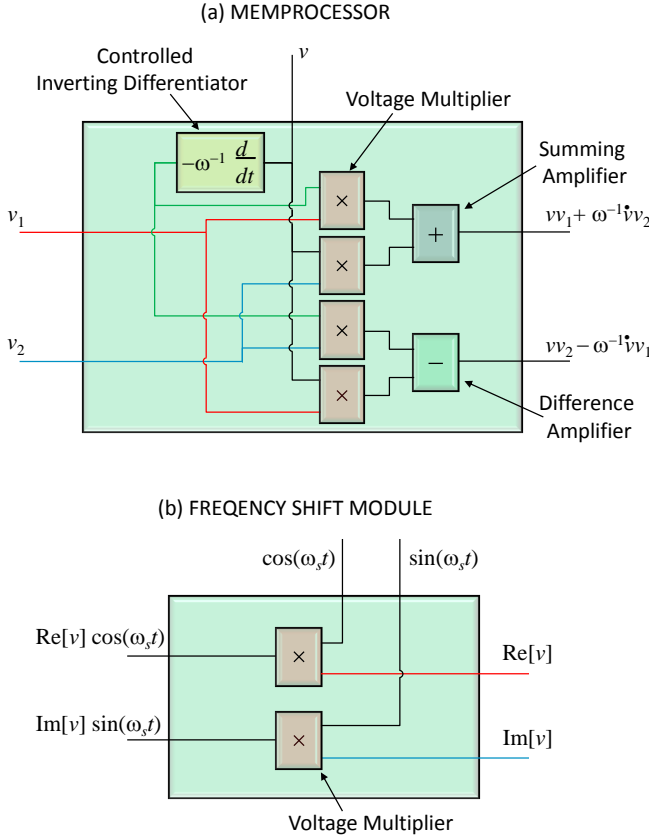 (a) MEMPROCESSOR
Controlled
Inverting Differentiator
v
Voltage Multiplier
−ω⁻¹ d/dt
Summing
Amplifier
×
v₁
+
vv₁ + ω⁻¹v̇v₂
×
×
v₂
−
vv₂ − ω⁻¹v̇v₁
×
Difference
Amplifier
(b) FREQENCY SHIFT MODULE
cos(ωₛt) sin(ωₛt)
Re[v] cos(ωₛt)
×
Re[v]
Im[v] sin(ωₛt)
×
Im[v]
Voltage Multiplier